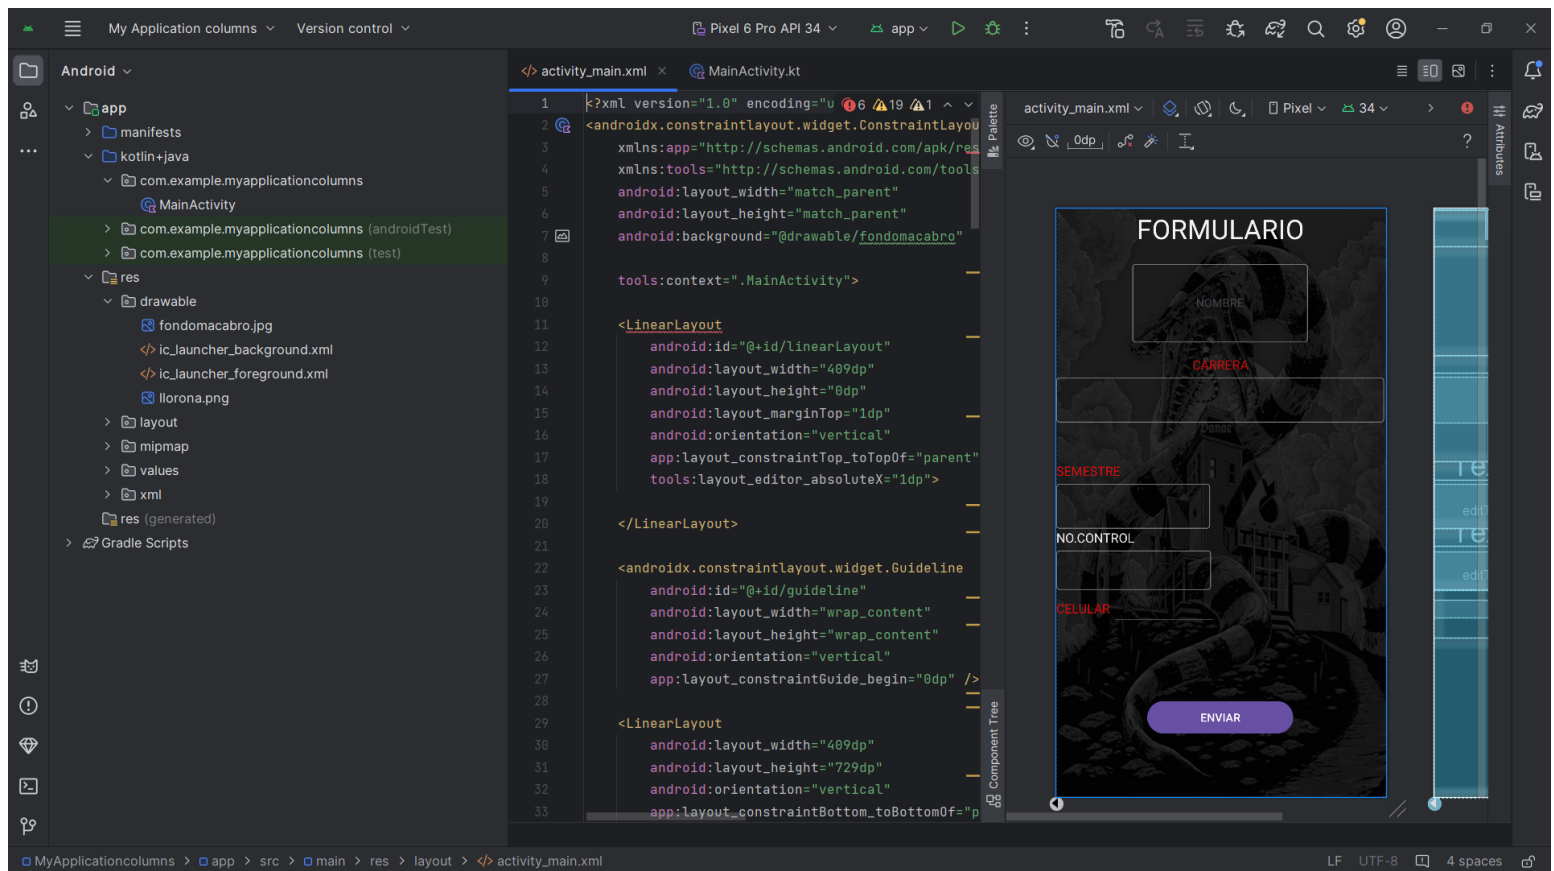 My Application columns
Version control
Pixel 6 Pro API 34
app
Android
activity_main.xml
MainActivity.kt
app
manifests
kotlin+java
com.example.myapplicationcolumns
MainActivity
com.example.myapplicationcolumns (androidTest)
com.example.myapplicationcolumns (test)
res
drawable
fondomacabro.jpg
</> ic_launcher_background.xml
</> ic_launcher_foreground.xml
llorona.png
layout
mipmap
values
xml
res (generated)
Gradle Scripts
6 19 1
1 <?xml version="1.0" encoding="u
2 <androidx.constraintlayout.widget.ConstraintLayou
3 xmlns:app="http://schemas.android.com/apk/res
4 xmlns:tools="http://schemas.android.com/tools
5 android:layout_width="match_parent"
6 android:layout_height="match_parent"
7 android:background="@drawable/fondomacabro"
8
9 tools:context=".MainActivity">
10
11 <LinearLayout
12 android:id="@+id/linearLayout"
13 android:layout_width="409dp"
14 android:layout_height="0dp"
15 android:layout_marginTop="1dp"
16 android:orientation="vertical"
17 app:layout_constraintTop_toTopOf="parent"
18 tools:layout_editor_absoluteX="1dp">
19
20 </LinearLayout>
21
22 <androidx.constraintlayout.widget.Guideline
23 android:id="@+id/guideline"
24 android:layout_width="wrap_content"
25 android:layout_height="wrap_content"
26 android:orientation="vertical"
27 app:layout_constraintGuide_begin="0dp" />
28
29 <LinearLayout
30 android:layout_width="409dp"
31 android:layout_height="729dp"
32 android:orientation="vertical"
33 app:layout_constraintBottom_toBottomOf="p
Palette
Component Tree
activity_main.xml
Pixel
34
0dp
?
Attributes
FORMULARIO
NOMBRE
CARRERA
Danac
SEMESTRE
NO.CONTROL
CELULAR
ENVIAR
Te
edit
Te
edit
MyApplicationcolumns > app > src > main > res > layout > </> activity_main.xml
LF UTF-8 4 spaces